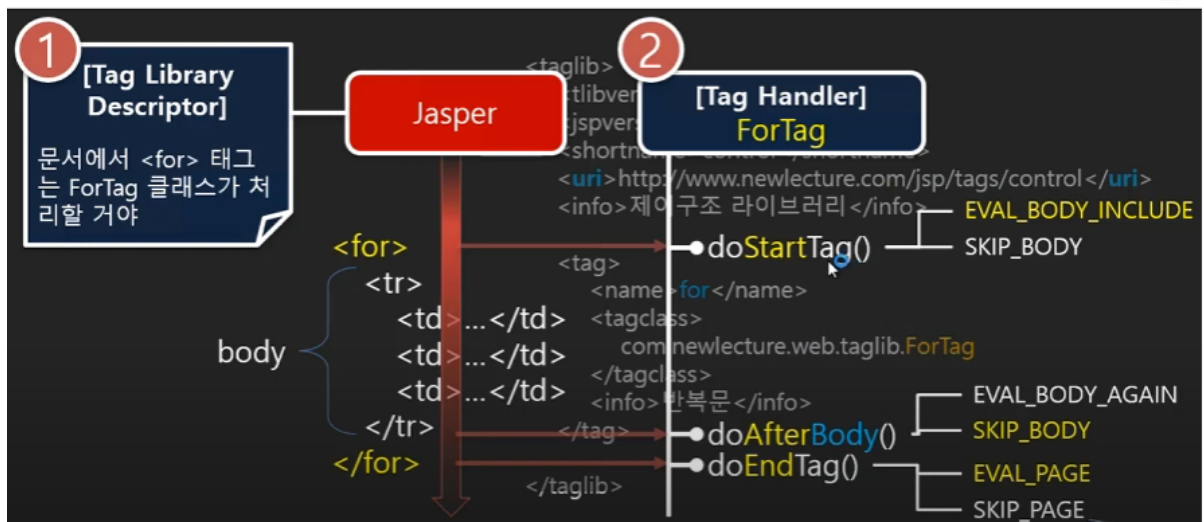 1
[Tag Library
Descriptor]
문서에서 <for> 태그
는 ForTag 클래스가 처
리할 거야
Jasper
2
[Tag Handler]
ForTag
<taglib>
<uri>http://www.newlecture.com/jsp/tags/control</uri>
<info>제어구조 라이브러리</info>
EVAL_BODY_INCLUDE
<for>
doStartTag()
SKIP_BODY
<tag>
<tr>
<name>for</name>
<td>...</td>
<tagclass>
body
<td>...</td>
com.newlecture.web.taglib.ForTag
<td>...</td>
</tagclass>
<info>반복문</info>
EVAL_BODY_AGAIN
</tr>
</tag>
doAfterBody()
SKIP_BODY
</for>
doEndTag()
EVAL_PAGE
</taglib>
SKIP_PAGE